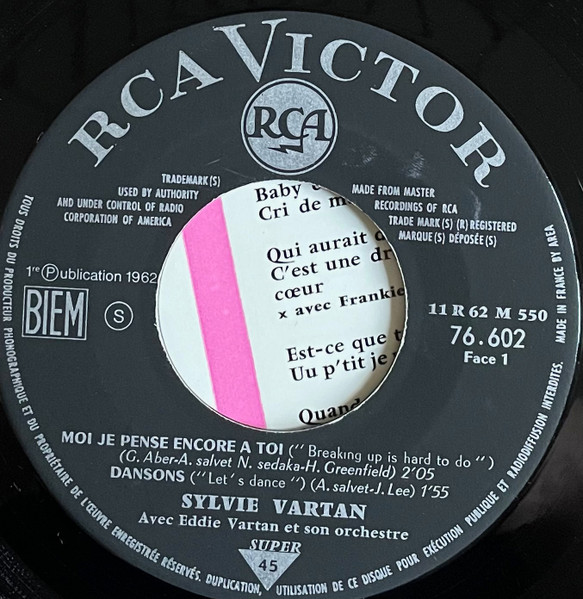 RCA VICTOR
RCA
TRADEMARK(S)
USED BY AUTHORITY
AND UNDER CONTROL OF RADIO
CORPORATION OF AMERICA
MADE FROM MASTER
RECORDINGS OF RCA
TRADE MARK(S) (R) REGISTERED
MARQUE(S) DÉPOSÉE(S)
1re Ⓟublication 1962
BIEM
S
11 R 62 M 550
76.602
Face 1
Baby
Cri de
Qui aurait
C'est une
cœur
x avec Frankie
Est-ce que
Uu p'tit je
MOI JE PENSE ENCORE A TOI (“Breaking up is hard to do”)
(G. Aber-A. salvet N. sedaka-H. Greenfield) 2'05
DANSONS (“Let's dance”) (A. salvet-J. Lee) 1'55
SYLVIE VARTAN
Avec Eddie Vartan et son orchestre
SUPER
45
TOUS DROITS DU PRODUCTEUR PHONOGRAPHIQUE ET DU PROPRIÉTAIRE DE L'ŒUVRE ENREGISTRÉE RÉSERVÉS. DUPLICATION, UTILISATION DE CE DISQUE POUR EXÉCUTION PUBLIQUE ET RADIODIFFUSION INTERDITES.
MADE IN FRANCE BY AREA